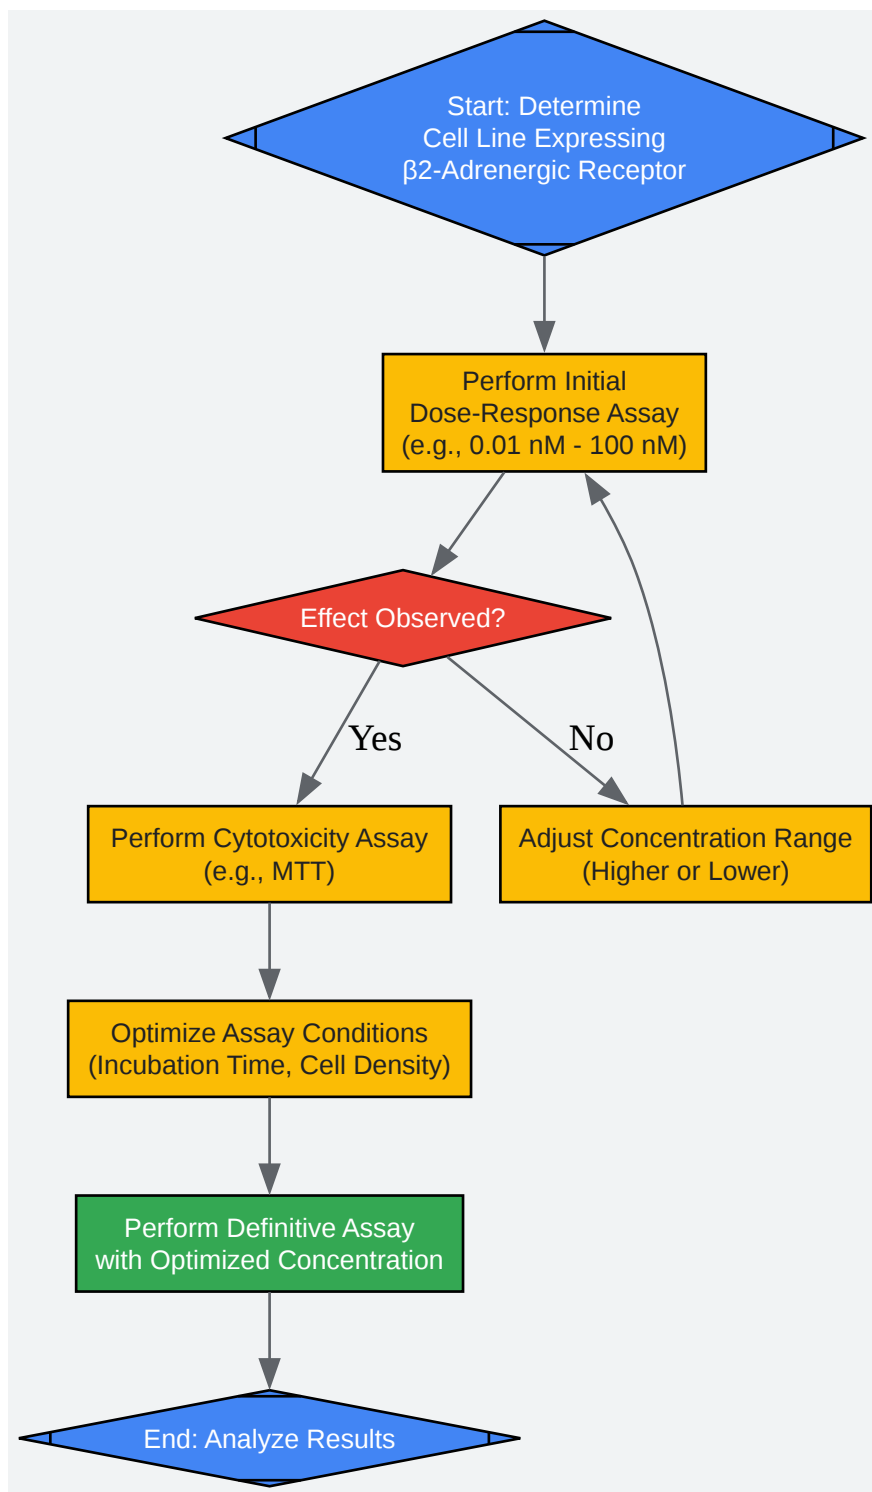 Start: Determine
Cell Line Expressing
β2-Adrenergic Receptor
Perform Initial
Dose-Response Assay
(e.g., 0.01 nM - 100 nM)
Effect Observed?
Yes
No
Perform Cytotoxicity Assay
(e.g., MTT)
Adjust Concentration Range
(Higher or Lower)
Optimize Assay Conditions
(Incubation Time, Cell Density)
Perform Definitive Assay
with Optimized Concentration
End: Analyze Results